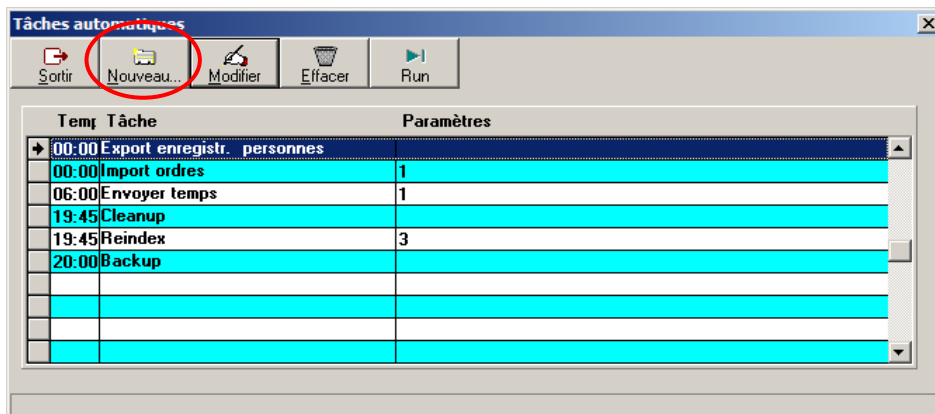 Tâches automatiques
Sortir Nouveau... Modifier Effacer Run
Temp Tâche Paramètres
00:00 Export enregistr. personnes
00:00 Import ordres 1
06:00 Envoyer temps 1
19:45 Cleanup
19:45 Reindex 3
20:00 Backup